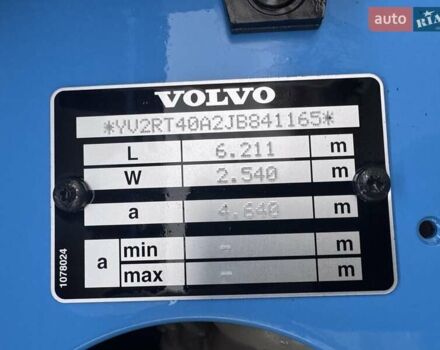 auto RIA
VOLVO
*YV2RT40A2JB841165*
L 6.211 m
W 2.540 m
a 4.640 m
a min – m
max – m
1078024